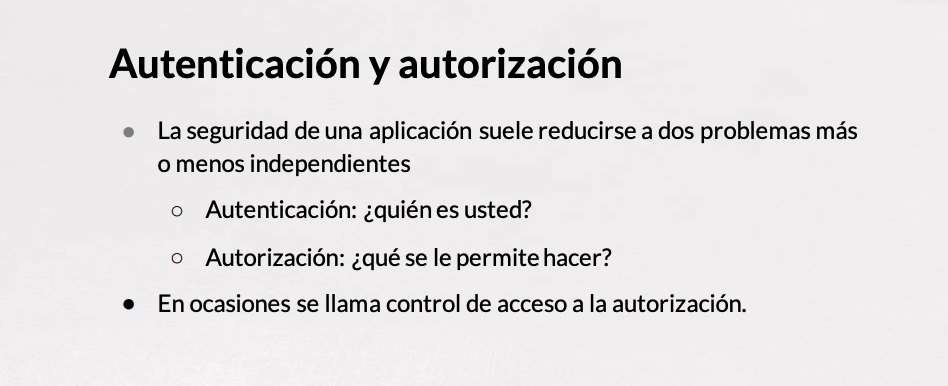 Autenticación y autorización
● La seguridad de una aplicación suele reducirse a dos problemas más
o menos independientes
○ Autenticación: ¿quién es usted?
○ Autorización: ¿qué se le permite hacer?
● En ocasiones se llama control de acceso a la autorización.